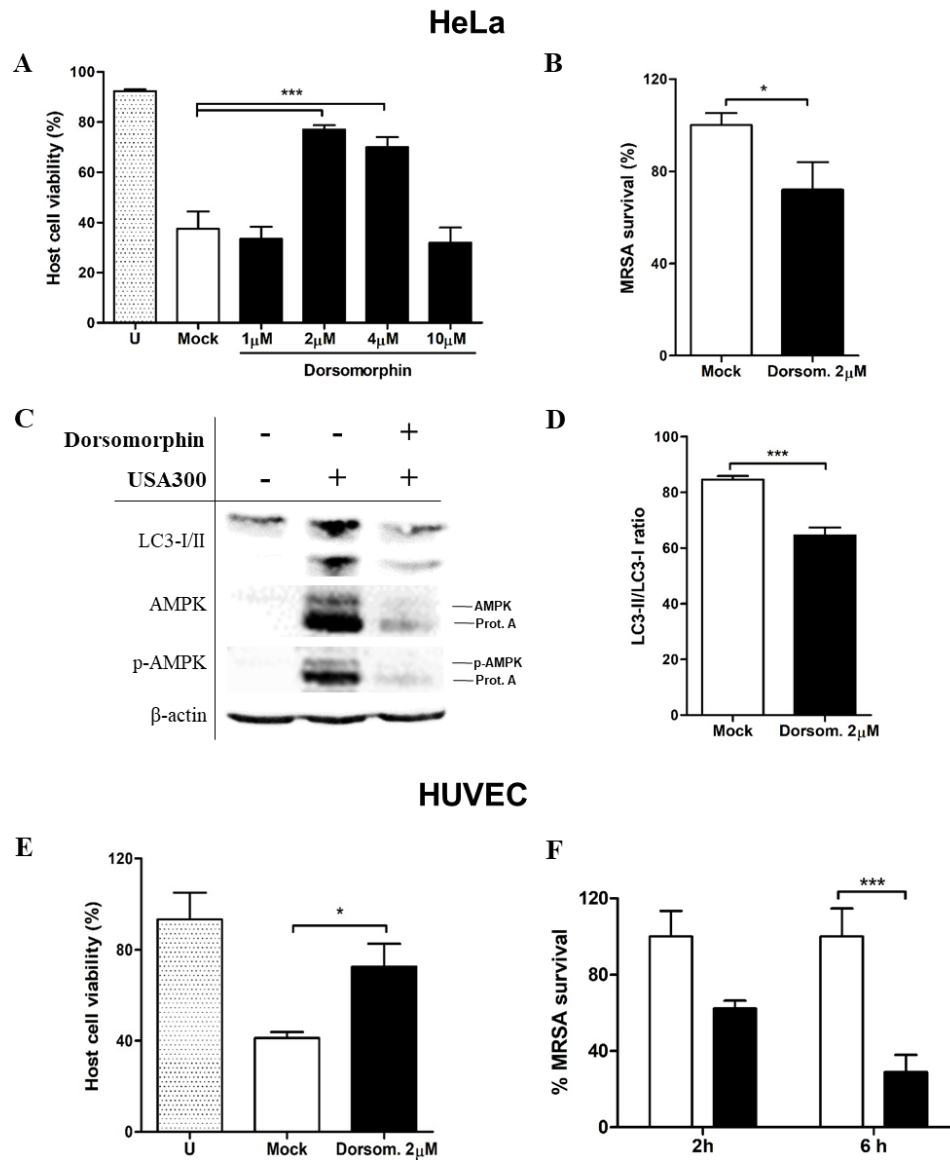 HeLa
A
Host cell viability (%)
100
80
60
40
20
0
***
U Mock 1μM 2μM 4μM 10μM
Dorsomorphin
B
MRSA survival (%)
120
80
40
0
*
Mock Dorsom. 2μM
C
Dorsomorphin - - +
USA300 - + +
LC3-I/II
AMPK
AMPK
Prot. A
p-AMPK
p-AMPK
Prot. A
β-actin
D
LC3-II/LC3-I ratio
100
80
60
40
20
0
***
Mock Dorsom. 2μM
HUVEC
E
Host cell viability (%)
120
80
40
0
*
U Mock Dorsom. 2μM
F
% MRSA survival
120
90
60
30
0
***
2h 6 h